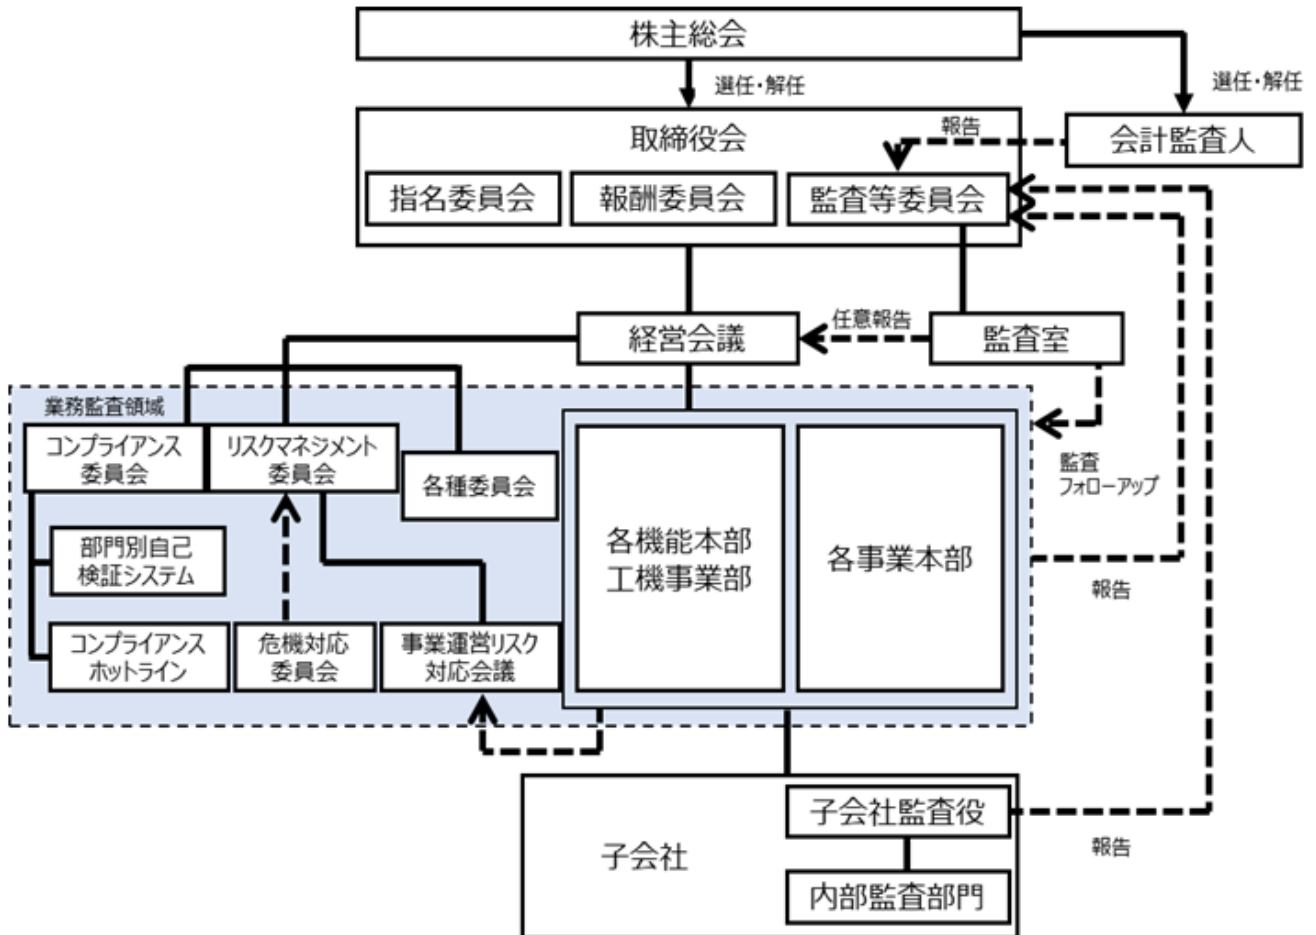 株主総会
選任・解任
選任・解任
取締役会
報告
会計監査人
指名委員会
報酬委員会
監査等委員会
経営会議
任意報告
監査室
業務監査領域
コンプライアンス
委員会
リスクマネジメント
委員会
各種委員会
監査
フォローアップ
部門別自己
検証システム
各機能本部
工機事業部
各事業本部
報告
コンプライアンス
ホットライン
危機対応
委員会
事業運営リスク
対応会議
子会社
子会社監査役
報告
内部監査部門